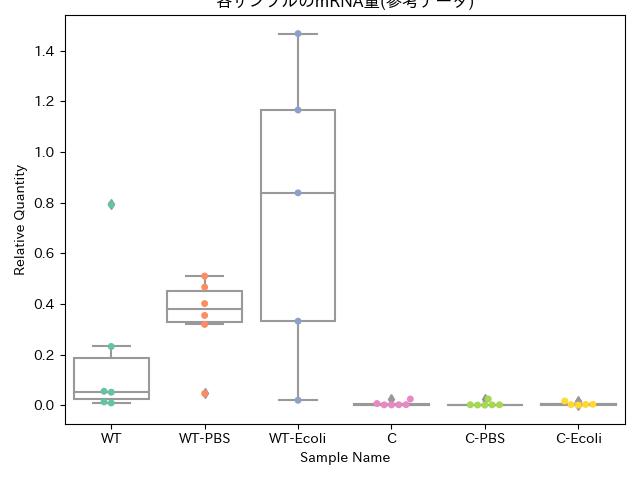 各サンプルのmRNA量(参考データ)
1.4
1.2
1.0
0.8
0.6
0.4
0.2
0.0
Relative Quantity
WT
WT-PBS
WT-Ecoli
C
C-PBS
C-Ecoli
Sample Name